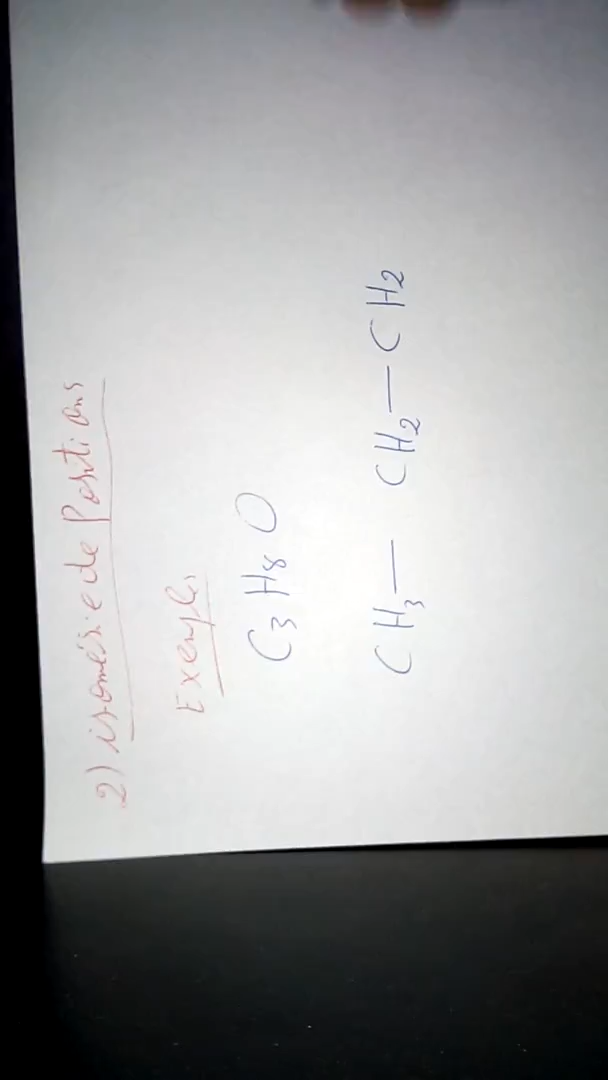 2) isomérie de Positions
Exemple
C3H8O
CH3— CH2—CH2